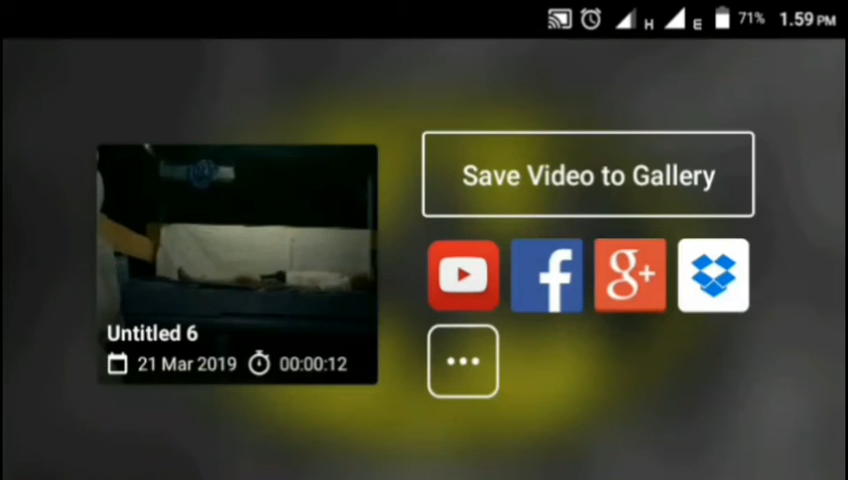 H
E
71%
1.59 PM
Save Video to Gallery
f
g+
Untitled 6
21 Mar 2019
00:00:12